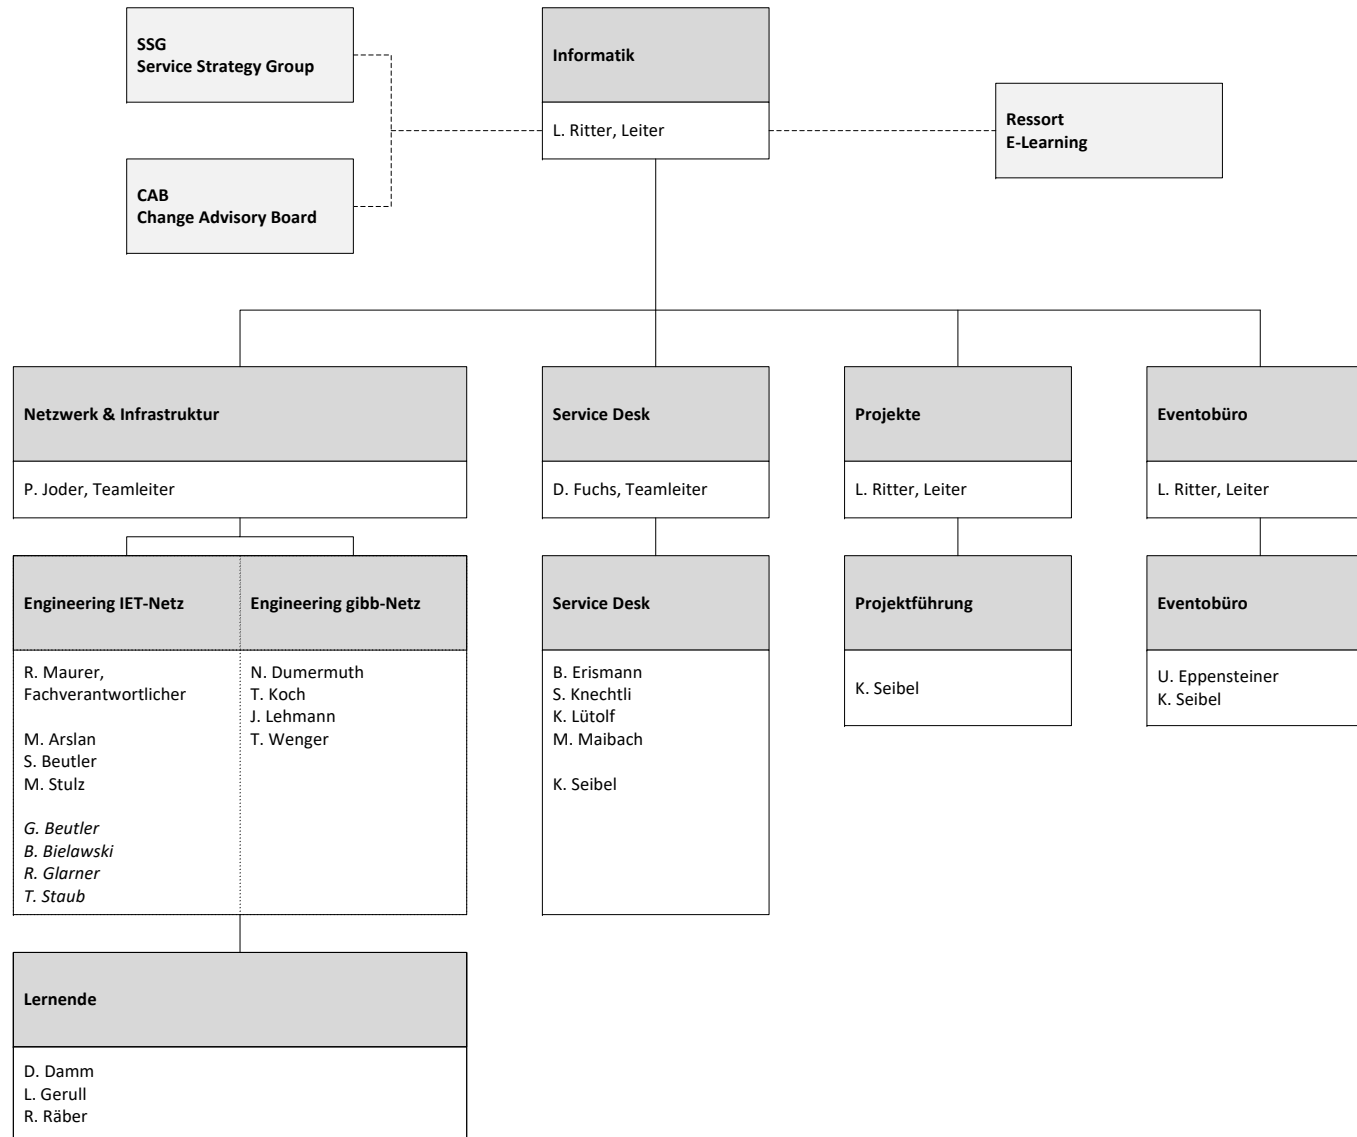 SSG
Service Strategy Group
Informatik
L. Ritter, Leiter
Ressort
E-Learning
CAB
Change Advisory Board
Netzwerk & Infrastruktur
P. Joder, Teamleiter
Service Desk
D. Fuchs, Teamleiter
Projekte
L. Ritter, Leiter
Eventobüro
L. Ritter, Leiter
Engineering IET-Netz
R. Maurer,
Fachverantwortlicher
M. Arslan
S. Beutler
M. Stulz
G. Beutler
B. Bielawski
R. Glarner
T. Staub
Engineering gibb-Netz
N. Dumermuth
T. Koch
J. Lehmann
T. Wenger
Service Desk
B. Erismann
S. Knechtli
K. Lütolf
M. Maibach
K. Seibel
Projektführung
K. Seibel
Eventobüro
U. Eppensteiner
K. Seibel
Lernende
D. Damm
L. Gerull
R. Räber